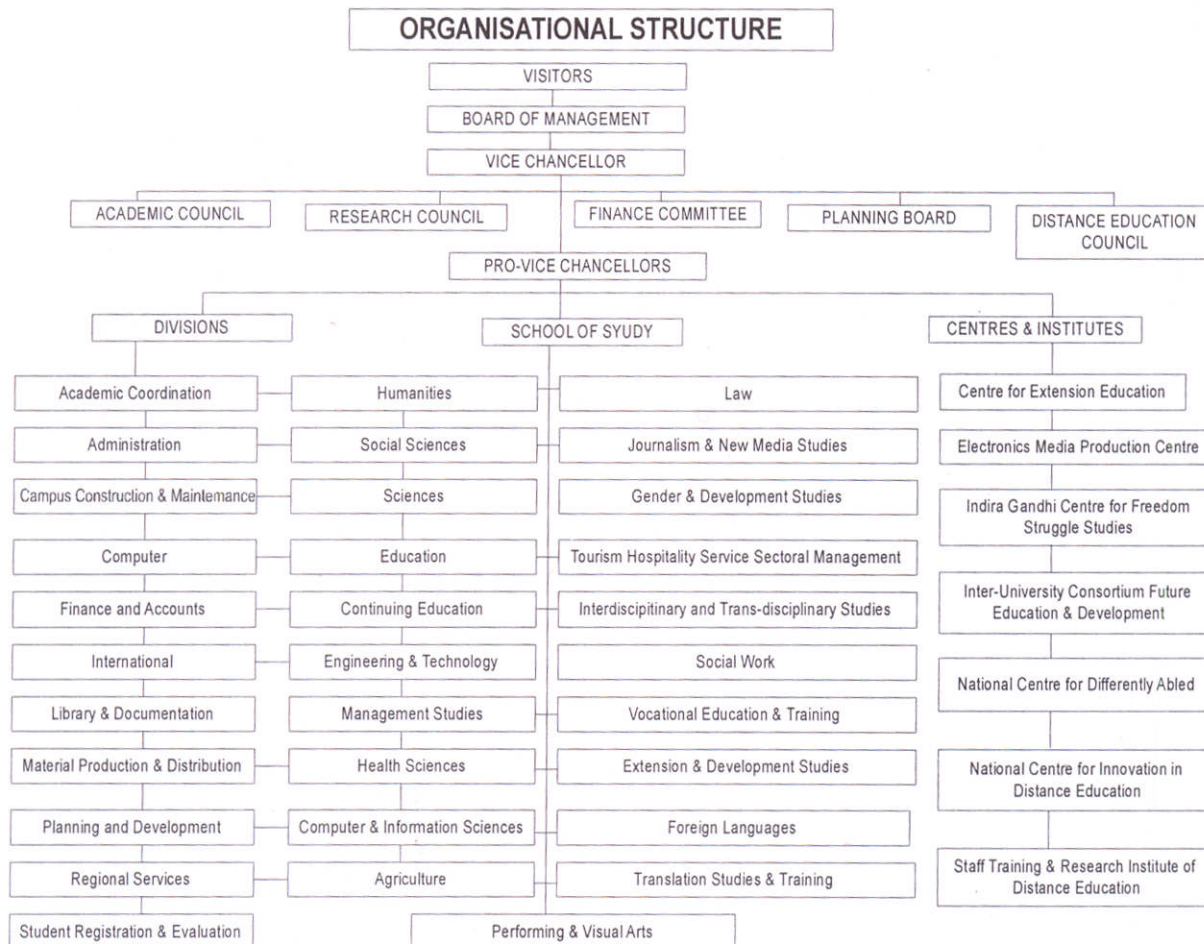 ORGANISATIONAL STRUCTURE
VISITORS
BOARD OF MANAGEMENT
VICE CHANCELLOR
ACADEMIC COUNCIL
RESEARCH COUNCIL
FINANCE COMMITTEE
PLANNING BOARD
DISTANCE EDUCATION
COUNCIL
PRO-VICE CHANCELLORS
DIVISIONS
SCHOOL OF SYUDY
CENTRES & INSTITUTES
Academic Coordination
Humanities
Law
Centre for Extension Education
Administration
Social Sciences
Journalism & New Media Studies
Electronics Media Production Centre
Campus Construction & Maintemance
Sciences
Gender & Development Studies
Indira Gandhi Centre for Freedom
Struggle Studies
Computer
Education
Tourism Hospitality Service Sectoral Management
Finance and Accounts
Continuing Education
Interdiscipitinary and Trans-disciplinary Studies
Inter-University Consortium Future
Education & Development
International
Engineering & Technology
Social Work
National Centre for Differently Abled
Library & Documentation
Management Studies
Vocational Education & Training
Material Production & Distribution
Health Sciences
Extension & Development Studies
National Centre for Innovation in
Distance Education
Planning and Development
Computer & Information Sciences
Foreign Languages
Regional Services
Agriculture
Translation Studies & Training
Staff Training & Research Institute of
Distance Education
Student Registration & Evaluation
Performing & Visual Arts